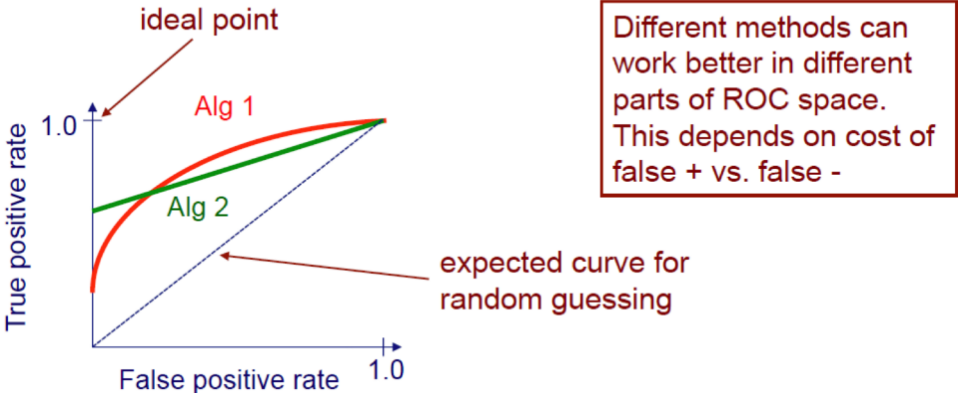 ideal point
Different methods can
work better in different
parts of ROC space.
This depends on cost of
false + vs. false -
1.0
Alg 1
Alg 2
True positive rate
expected curve for
random guessing
False positive rate
1.0